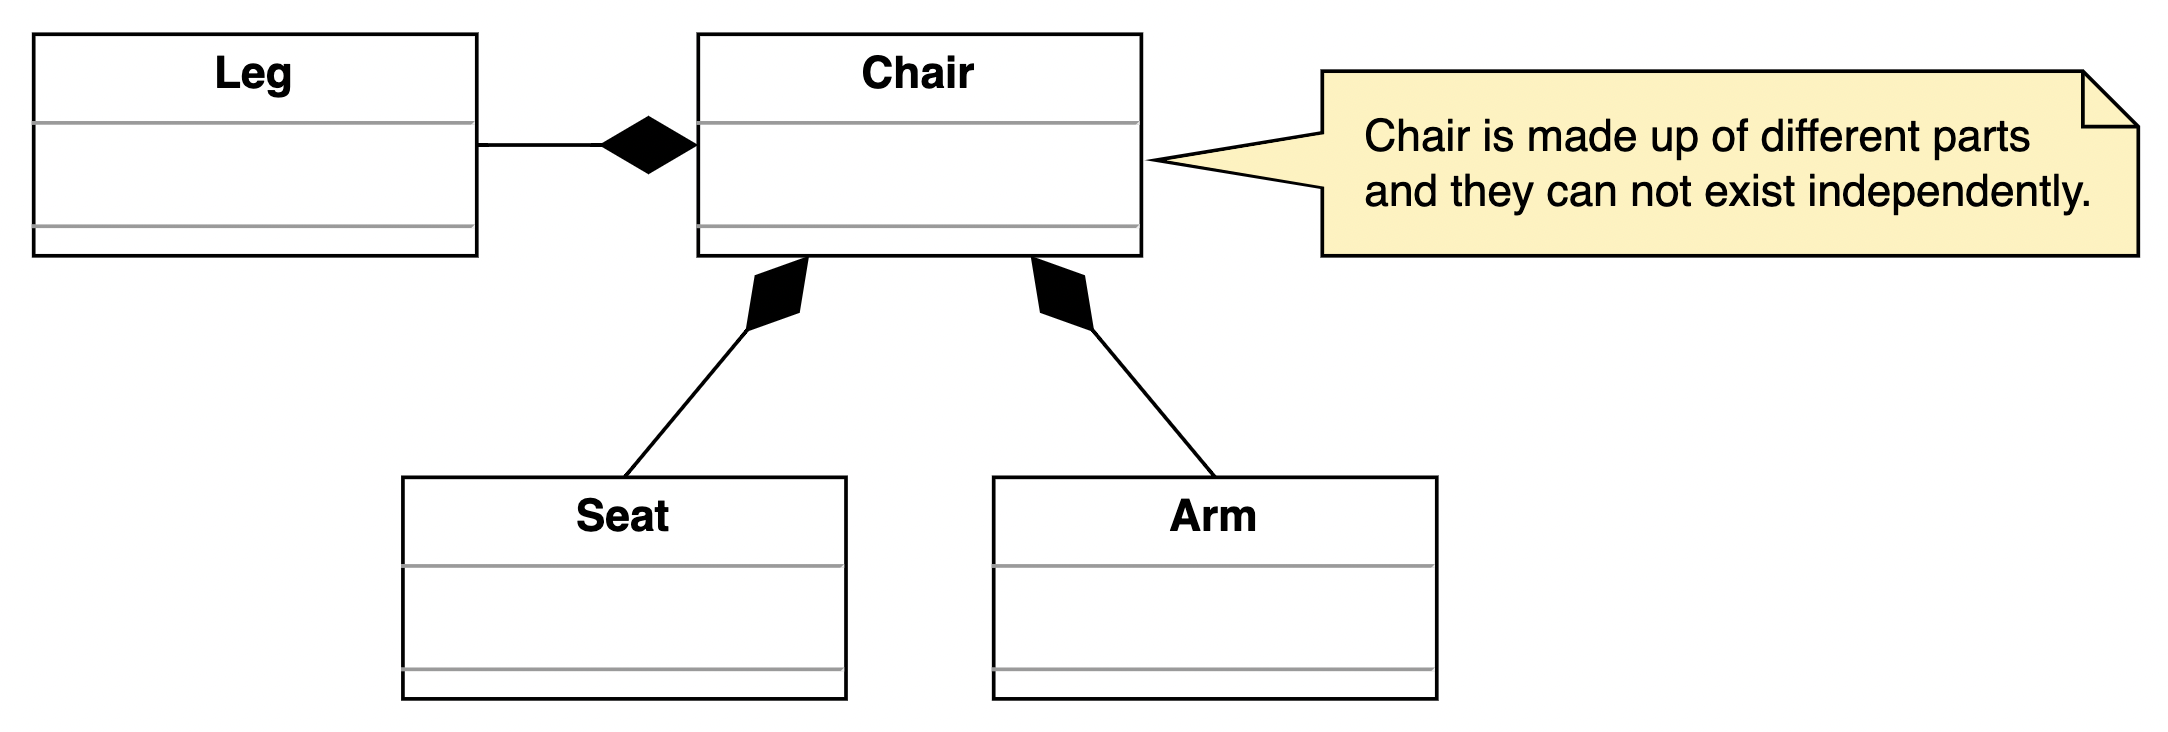 Leg
Chair
Chair is made up of different parts
and they can not exist independently.
Seat
Arm